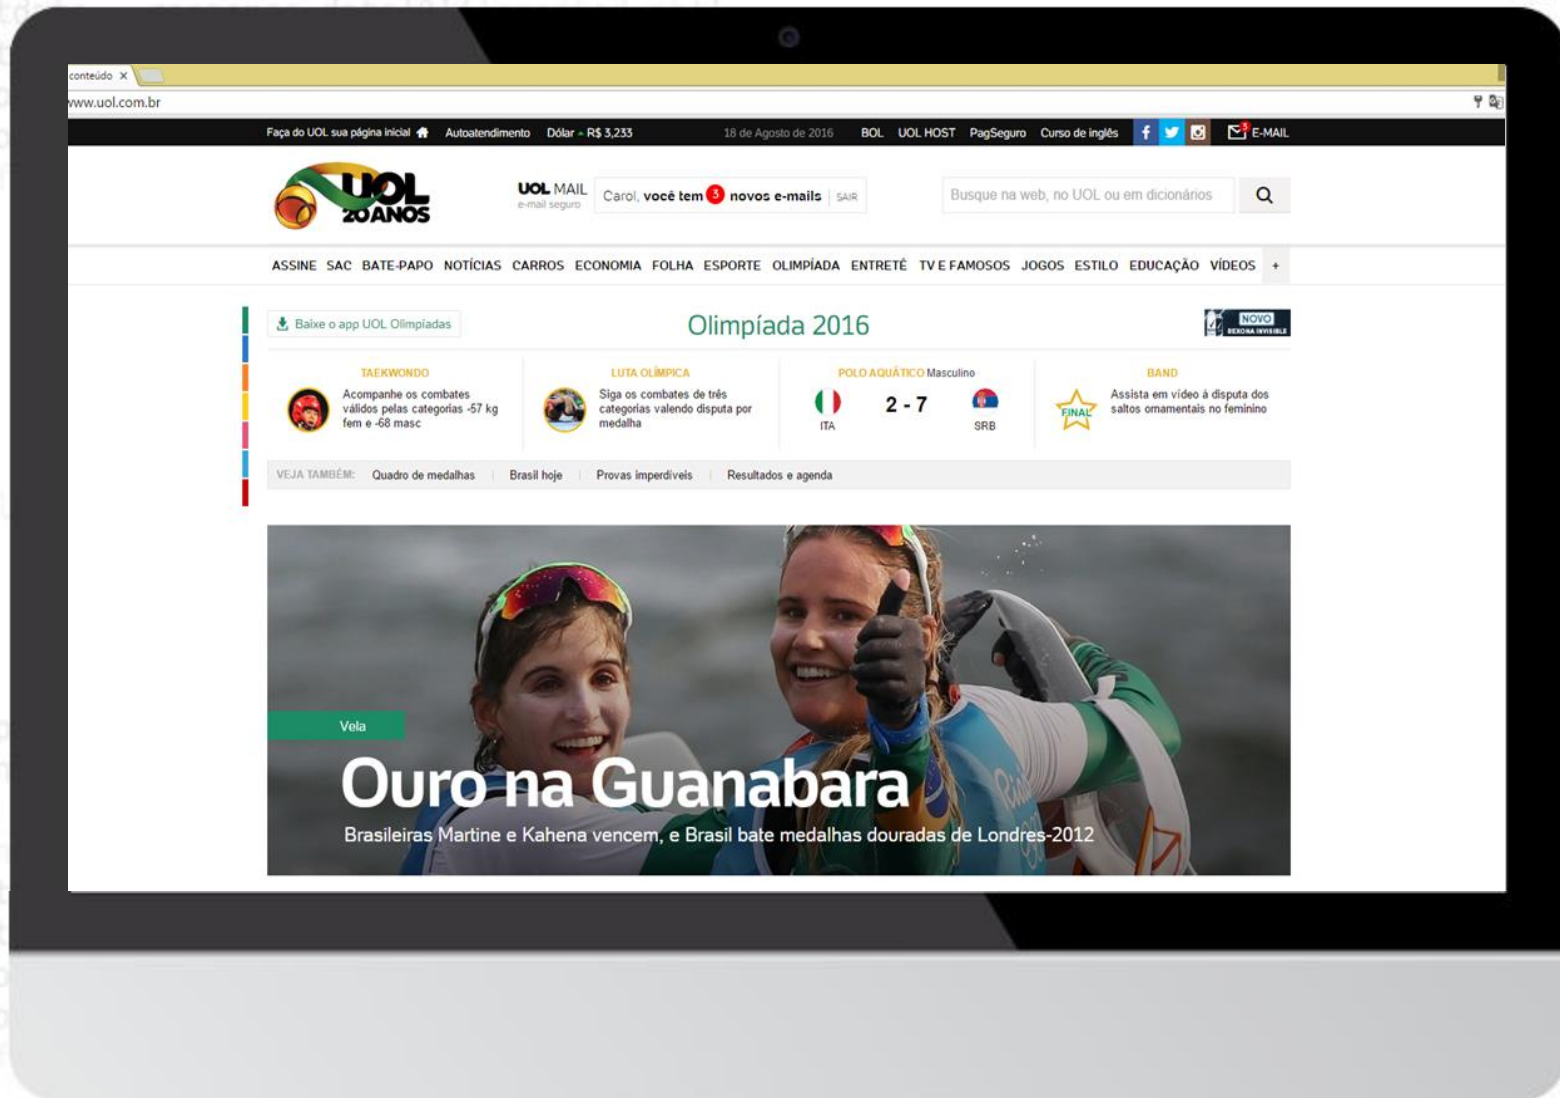 conteúdo
www.uol.com.br
Faça do UOL sua página inicial Autoatendimento Dólar R$ 3,233 18 de Agosto de 2016 BOL UOL HOST PagSeguro Curso de inglês 3 E-MAIL
UOL
20 ANOS
UOL MAIL
e-mail seguro
Carol, você tem 3 novos e-mails SAIR
Busque na web, no UOL ou em dicionários
ASSINE SAC BATE-PAPO NOTÍCIAS CARROS ECONOMIA FOLHA ESPORTE OLIMPÍADA ENTRETÊ TV E FAMOSOS JOGOS ESTILO EDUCAÇÃO VÍDEOS +
Baixe o app UOL Olimpíadas
Olimpíada 2016
NOVO
REXONA INVISIBLE
TAEKWONDO
Acompanhe os combates
válidos pelas categorias -57 kg
fem e -68 masc
LUTA OLÍMPICA
Siga os combates de três
categorias valendo disputa por
medalha
POLO AQUÁTICO Masculino
2 - 7
ITA SRB
BAND
FINAL
Assista em vídeo à disputa dos
saltos ornamentais no feminino
VEJA TAMBÉM: Quadro de medalhas Brasil hoje Provas imperdíveis Resultados e agenda
Vela
Ouro na Guanabara
Brasileiras Martine e Kahena vencem, e Brasil bate medalhas douradas de Londres-2012
Rio